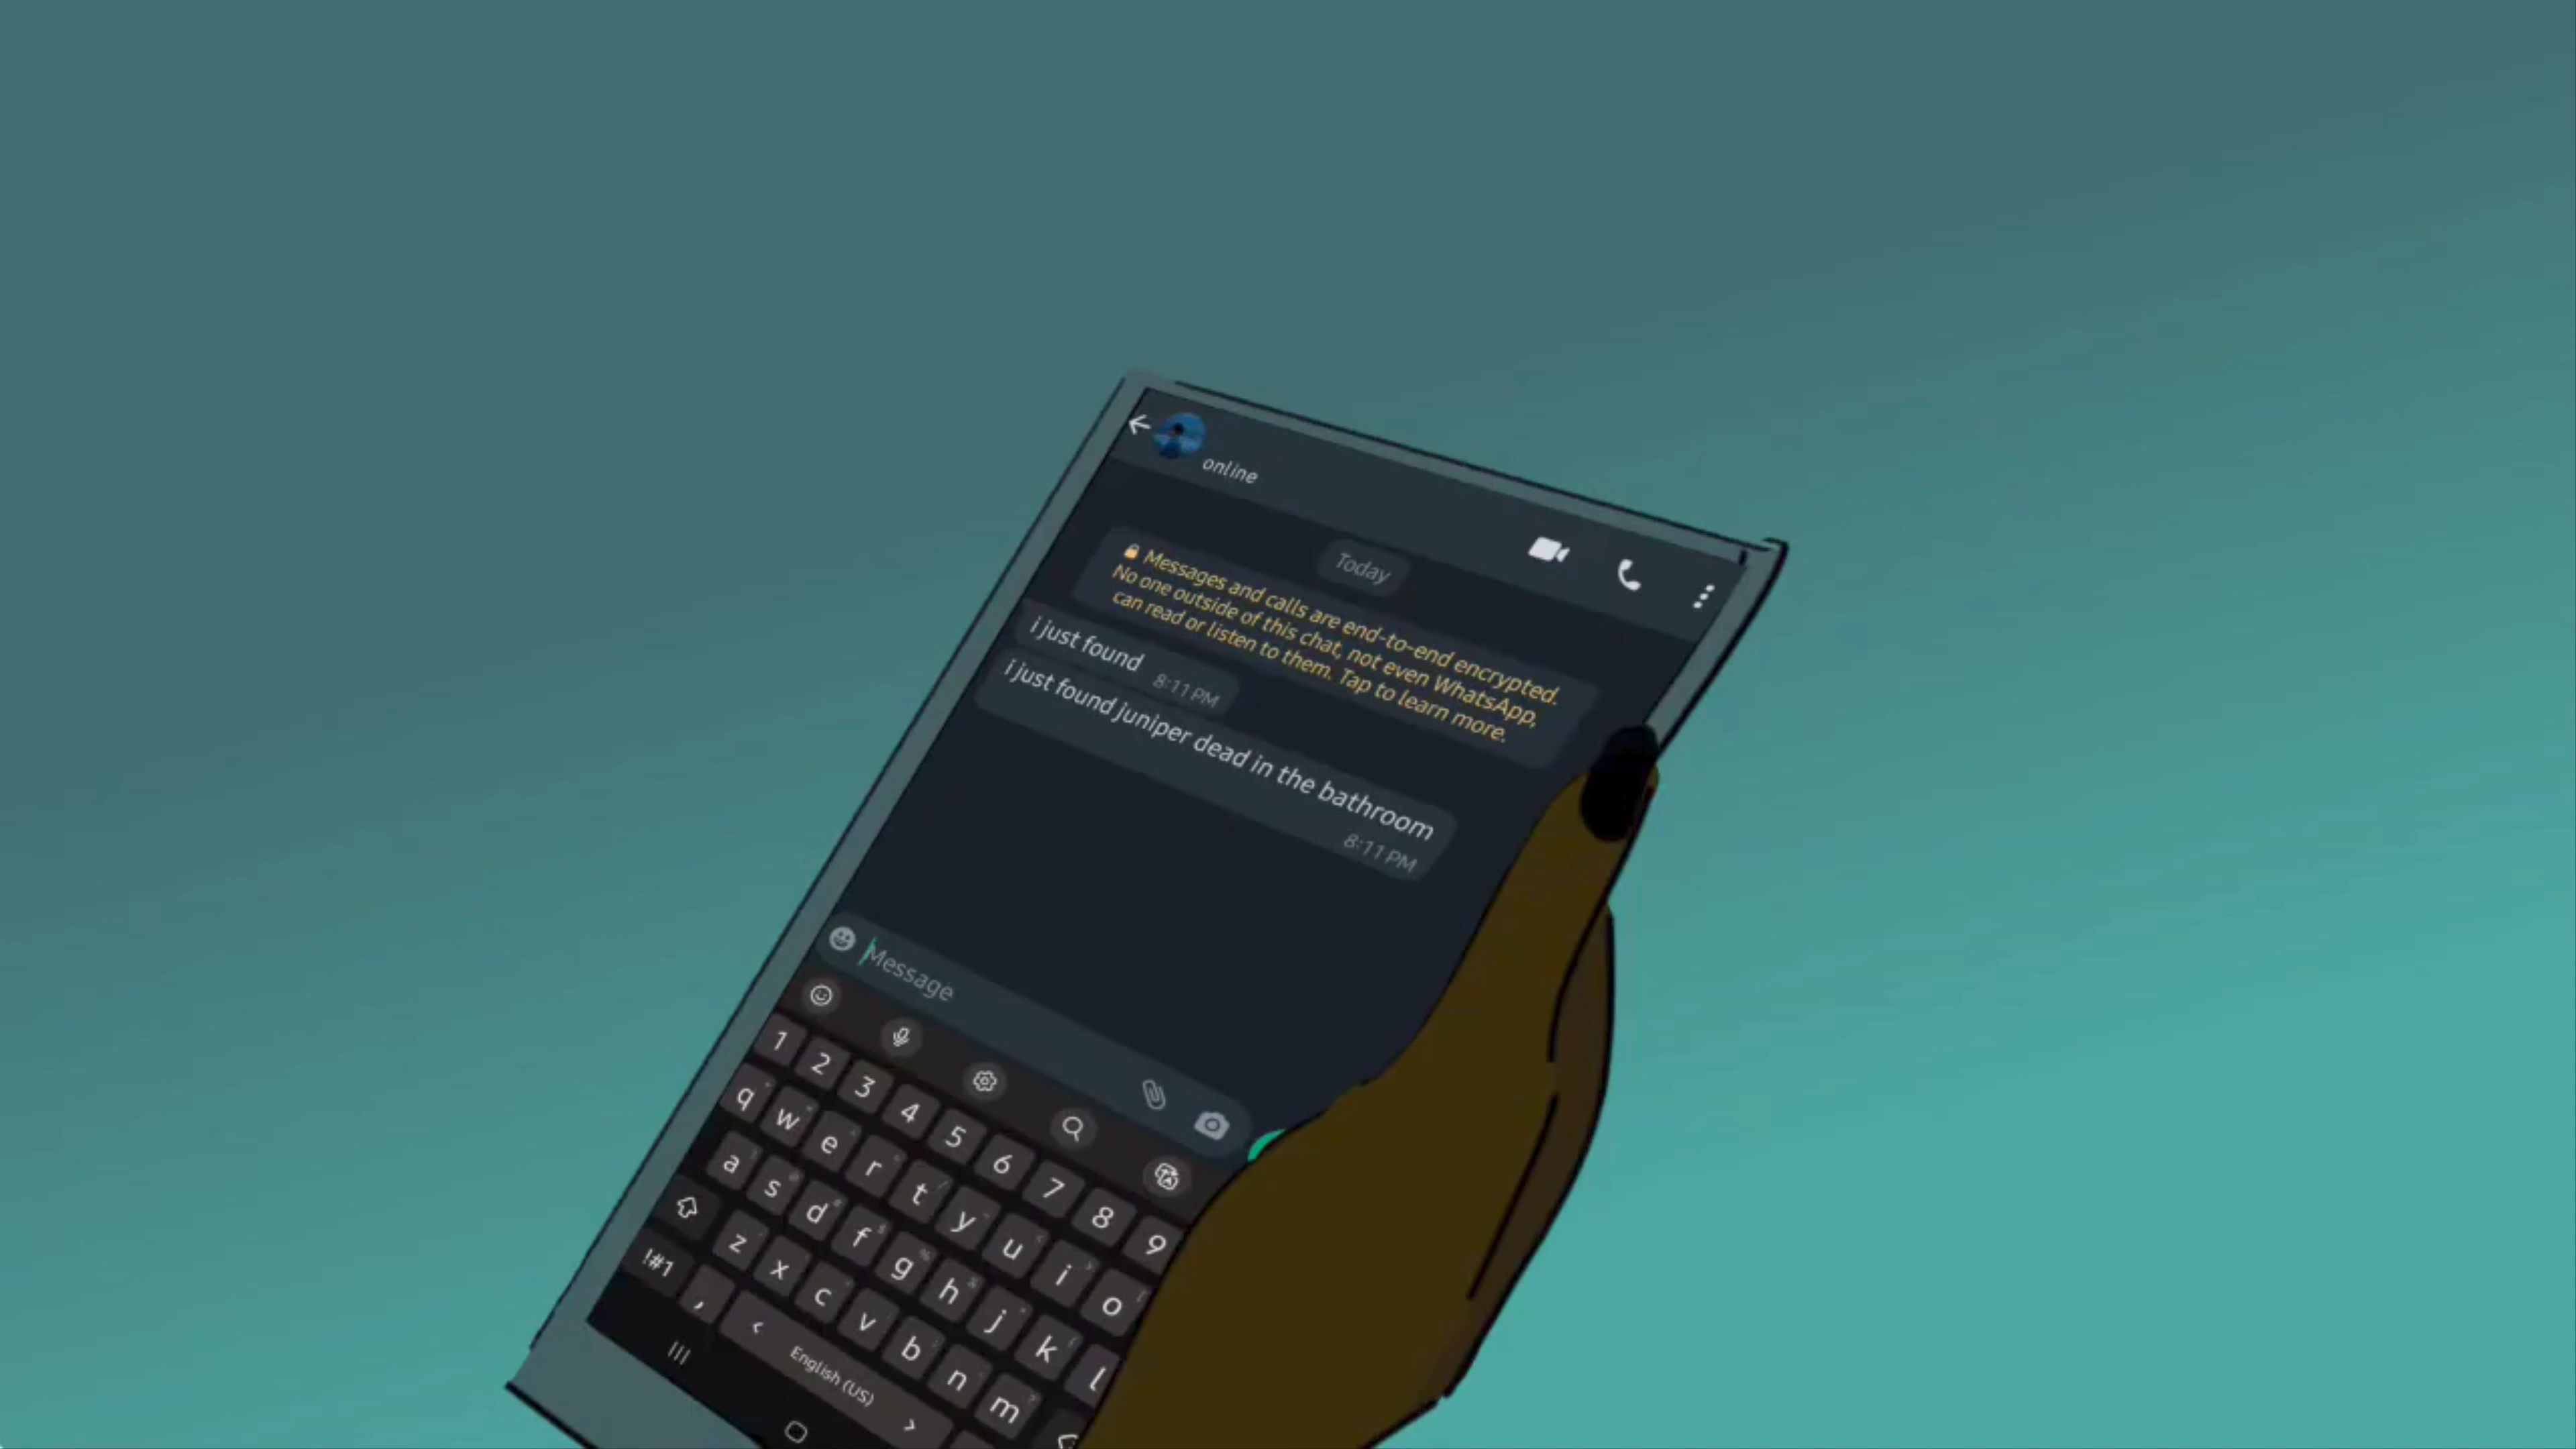 online
Today
Messages and calls are end-to-end encrypted.
No one outside of this chat, not even WhatsApp,
can read or listen to them. Tap to learn more.
i just found 8:11 PM
i just found juniper dead in the bathroom
8:11 PM
Message
1 2 3 4 5 6 7 8 9
q w e r t y u i o
a s d f g h j k l
z x c v b n m
!#1 , < English (US) >